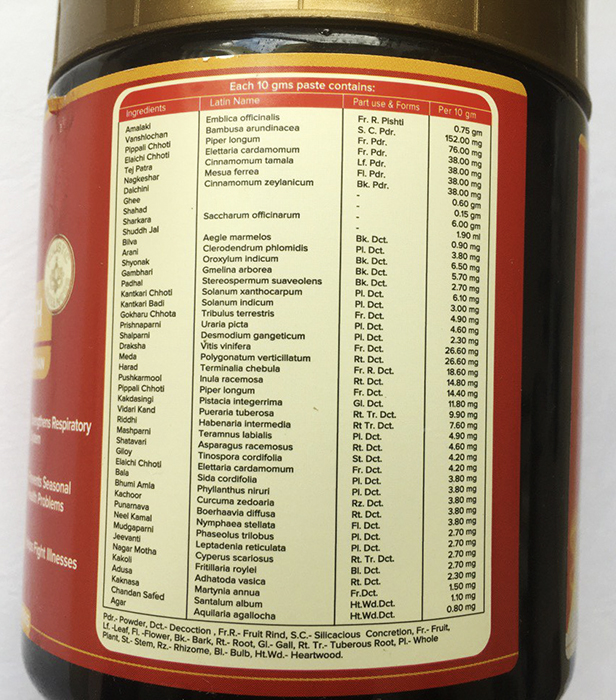 Each 10 gms paste contains:
Ingredients Latin Name Part use & Forms Per 10 gm
Amalaki Emblica officinalis Fr. R. Pishti 0.75 gm
Vanshlochan Bambusa arundinacea S. C. Pdr. 152.00 mg
Pippali Chhoti Piper longum Fr. Pdr. 76.00 mg
Elaichi Chhoti Elettaria cardamomum Fr. Pdr. 38.00 mg
Tej Patra Cinnamomum tamala Lf. Pdr. 38.00 mg
Nagkeshar Mesua ferrea Fl. Pdr. 38.00 mg
Dalchini Cinnamomum zeylanicum Bk. Pdr. 38.00 mg
Ghee - 0.60 gm
Shahad - 0.15 gm
Sharkara Saccharum officinarum - 6.00 gm
Shuddh Jal - 1.90 ml
Bilva Aegle marmelos Bk. Dct. 0.90 mg
Arani Clerodendrum phlomidis Pl. Dct. 3.80 mg
Shyonak Oroxylum indicum Bk. Dct. 6.50 mg
Gambhari Gmelina arborea Bk. Dct. 5.70 mg
Padhal Stereospermum suaveolens Bk. Dct. 2.70 mg
Kantkari Chhoti Solanum xanthocarpum Pl. Dct. 6.10 mg
Kantkari Badi Solanum indicum Pl. Dct. 3.00 mg
Gokharu Chhota Tribulus terrestris Fr. Dct. 4.90 mg
Prishnaparni Uraria picta Pl. Dct. 4.60 mg
Shalparni Desmodium gangeticum Pl. Dct. 2.30 mg
Draksha Vitis vinifera Fr. Dct. 26.60 mg
Meda Polygonatum verticillatum Rt. Dct. 26.60 mg
Harad Terminalia chebula Fr. R. Dct. 18.60 mg
Pushkarmool Inula racemosa Rt. Dct. 14.80 mg
Pippali Chhoti Piper longum Fr. Dct. 14.40 mg
Kakdasingi Pistacia integerrima Gl. Dct. 11.80 mg
Vidari Kand Pueraria tuberosa Rt. Tr. Dct. 9.90 mg
Riddhi Habenaria intermedia Rt Tr. Dct. 7.60 mg
Mashparni Teramnus labialis Pl. Dct. 4.90 mg
Shatavari Asparagus racemosus Rt. Dct. 4.60 mg
Giloy Tinospora cordifolia St. Dct. 4.20 mg
Elaichi Chhoti Elettaria cardamomum Fr. Dct. 4.20 mg
Bala Sida cordifolia Pl. Dct. 3.80 mg
Bhumi Amla Phyllanthus niruri Pl. Dct. 3.80 mg
Kachoor Curcuma zedoaria Rz. Dct. 3.80 mg
Punarnava Boerhaavia diffusa Rt. Dct. 3.80 mg
Neel Kamal Nymphaea stellata Fl. Dct. 3.80 mg
Mudgaparni Phaseolus trilobus Pl. Dct. 2.70 mg
Jeevanti Leptadenia reticulata Pl. Dct. 2.70 mg
Nagar Motha Cyperus scariosus Rt. Tr. Dct. 2.70 mg
Kakoli Fritillaria roylei Bl. Dct. 2.70 mg
Adusa Adhatoda vasica Rt. Dct. 2.30 mg
Kaknasa Martynia annua Fr.Dct. 1.50 mg
Chandan Safed Santalum album Ht.Wd.Dct. 1.10 mg
Agar Aquilaria agallocha Ht.Wd.Dct. 0.80 mg
Pdr.- Powder, Dct.- Decoction , Fr.R.- Fruit Rind, S.C.- Silicacious Concretion, Fr.- Fruit,
Lf. -Leaf, Fl. -Flower, Bk.- Bark, Rt.- Root, Gl.- Gall, Rt. Tr.- Tuberous Root, Pl.- Whole
Plant, St.- Stem, Rz.- Rhizome, Bl.- Bulb, Ht.Wd.- Heartwood.
Respiratory
Seasonal
Problems
Fight Illnesses